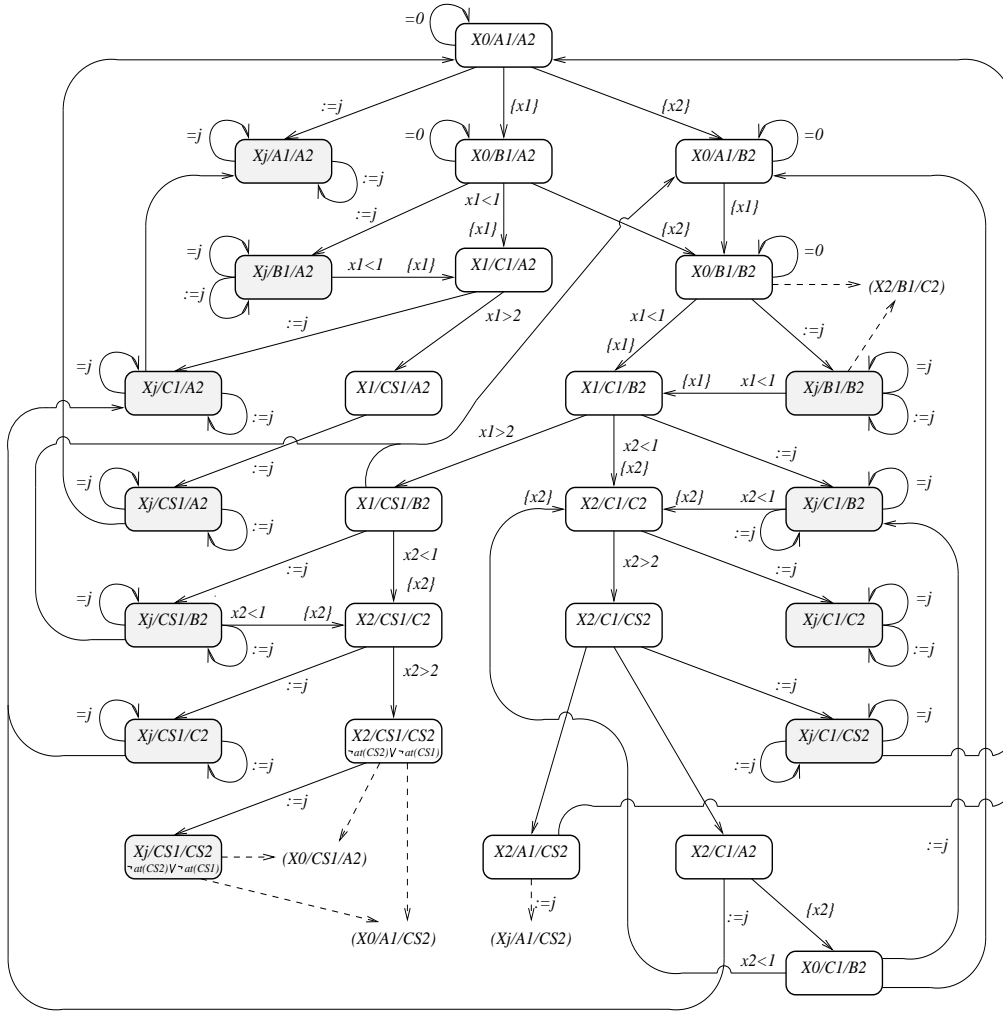 =0
X0/A1/A2
:=j
{x1}
{x2}
=j
Xj/A1/A2
:=j
=0
X0/B1/A2
X0/A1/B2
=0
x1<1
:=j
{x1}
{x2}
{x1}
=j
Xj/B1/A2
:=j
x1<1
{x1}
X1/C1/A2
X0/B1/B2
=0
(X2/B1/C2)
:=j
x1>2
x1<1
{x1}
:=j
=j
Xj/C1/A2
:=j
X1/CS1/A2
X1/C1/B2
{x1}
x1<1
Xj/B1/B2
=j
:=j
:=j
x1>2
x2<1
{x2}
:=j
=j
Xj/CS1/A2
:=j
X1/CS1/B2
{x2}
X2/C1/C2
{x2}
x2<1
:=j
Xj/C1/B2
=j
:=j
x2<1
{x2}
x2>2
:=j
=j
Xj/CS1/B2
:=j
x2<1
{x2}
X2/CS1/C2
X2/C1/CS2
Xj/C1/C2
=j
:=j
:=j
x2>2
:=j
=j
Xj/CS1/C2
:=j
X2/CS1/CS2
¬at(CS2)∨¬at(CS1)
Xj/C1/CS2
=j
:=j
:=j
Xj/CS1/CS2
¬at(CS2)∨¬at(CS1)
(X0/CS1/A2)
X2/A1/CS2
X2/C1/A2
:=j
:=j
:=j
{x2}
(X0/A1/CS2)
(Xj/A1/CS2)
x2<1
X0/C1/B2